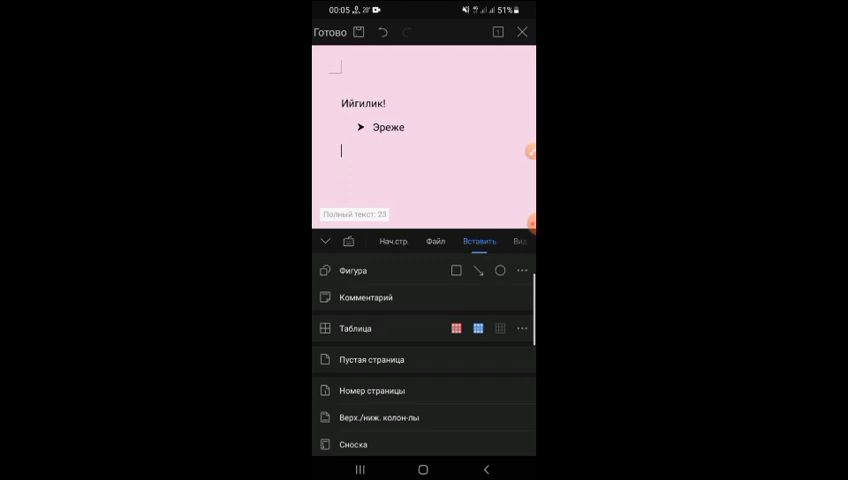 00:05 51%
Готово 1
Ийгилик!
➤ Эреже
Полный текст: 23
Нач.стр. Файл Вставить Вид
Фигура
Комментарий
Таблица
Пустая страница
Номер страницы
Верх./ниж. колон-лы
Сноска